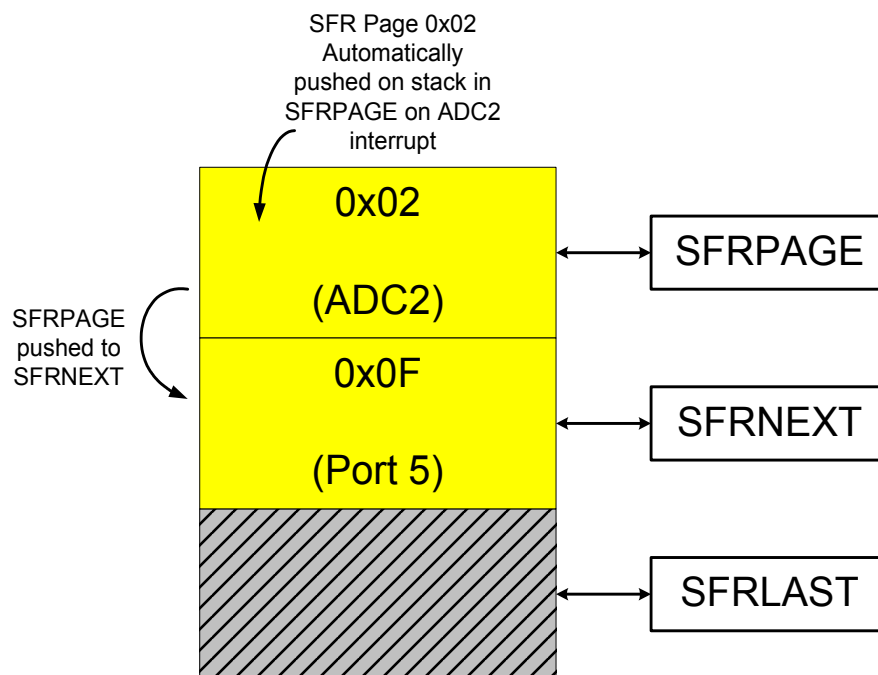 SFR Page 0x02
Automatically
pushed on stack in
SFRPAGE on ADC2
interrupt
0x02
(ADC2)
SFRPAGE
SFRPAGE
pushed to
SFRNEXT
0x0F
(Port 5)
SFRNEXT
SFRLAST